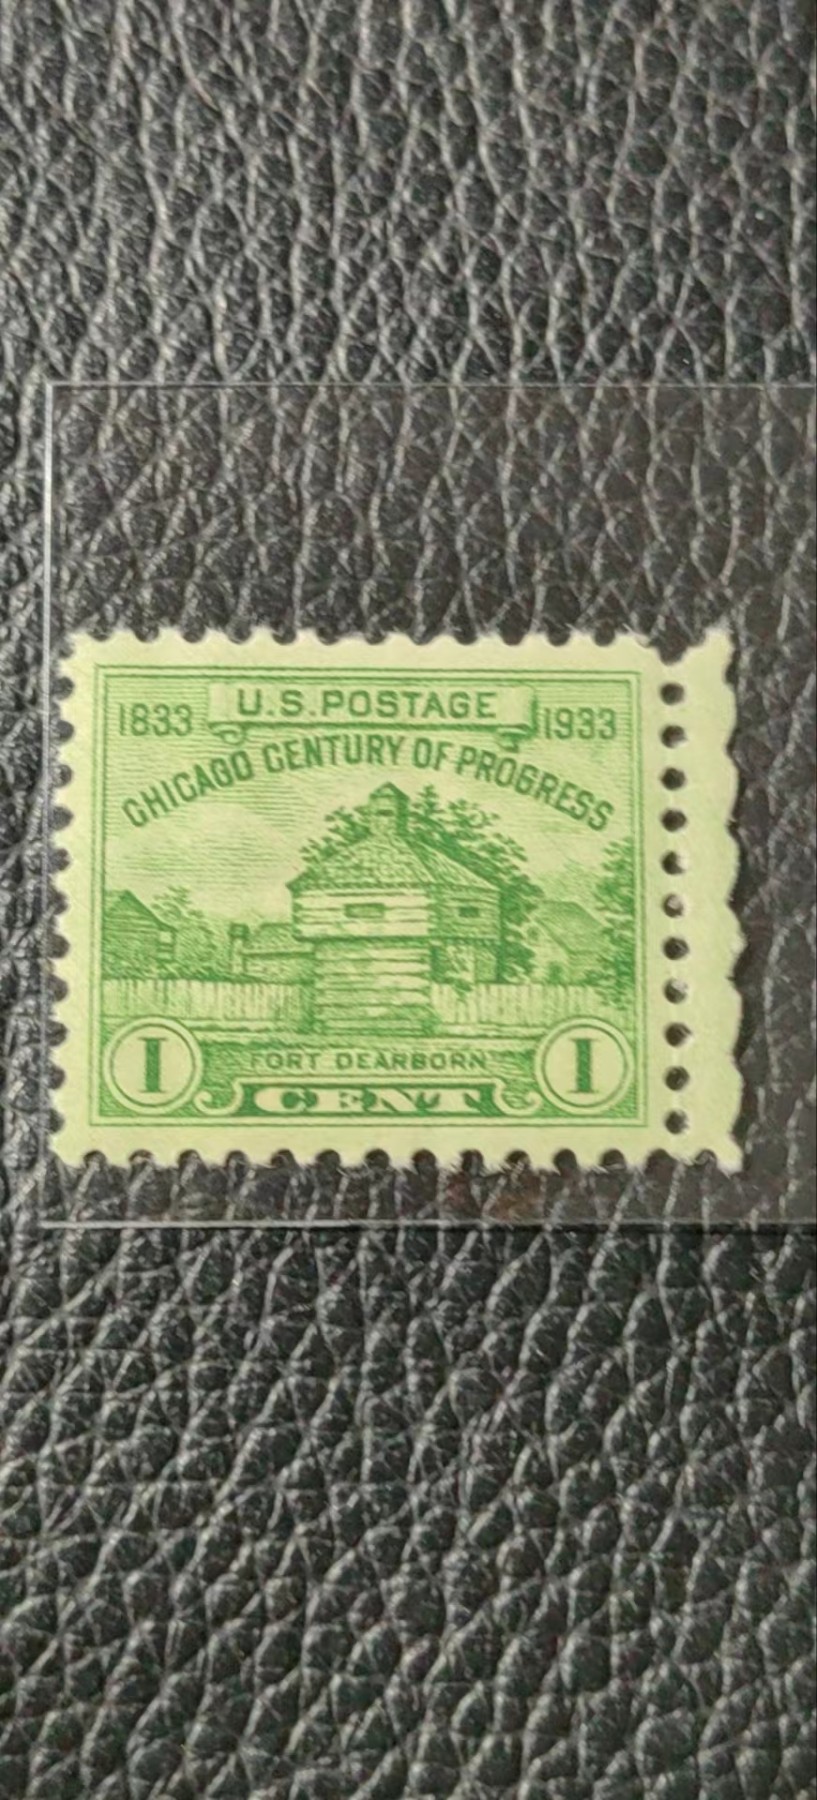 1833 U.S. POSTAGE 1933
CHICAGO CENTURY OF PROGRESS
1 FORT DEARBORN 1
CENT